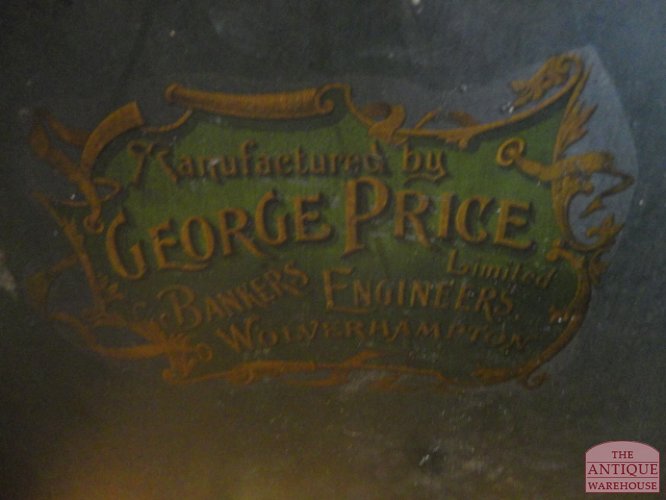 Manufactured by
GEORGE PRICE
Limited
BANKERS ENGINEERS.
WOLVERHAMPTON
THE
ANTIQUE
WAREHOUSE